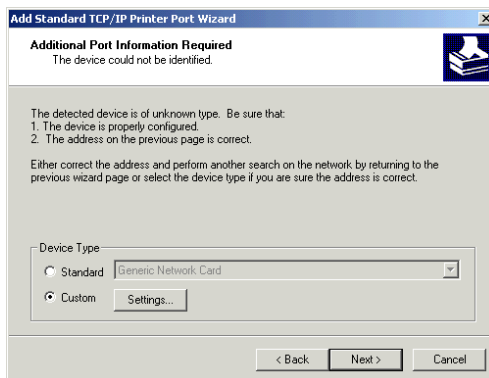 Add Standard TCP/IP Printer Port Wizard
Additional Port Information Required
The device could not be identified.
The detected device is of unknown type. Be sure that:
1. The device is properly configured.
2. The address on the previous page is correct.
Either correct the address and perform another search on the network by returning to the
previous wizard page or select the device type if you are sure the address is correct.
Device Type
Standard Generic Network Card
Custom Settings...
< Back Next > Cancel